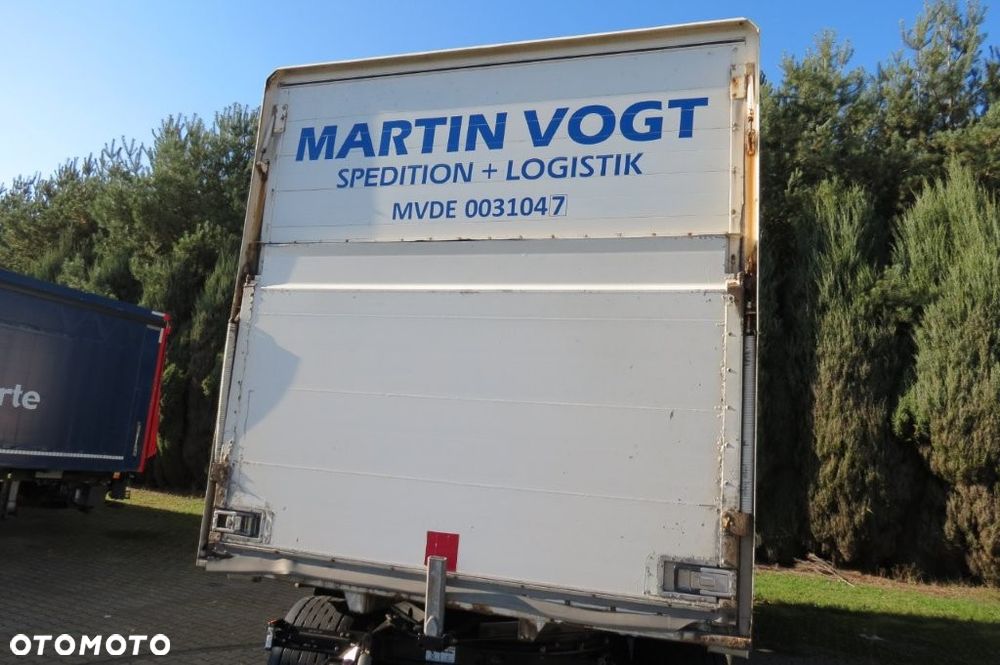 MARTIN VOGT
SPEDITION + LOGISTIK
MVDE 0031047
rte
OTOMOTO